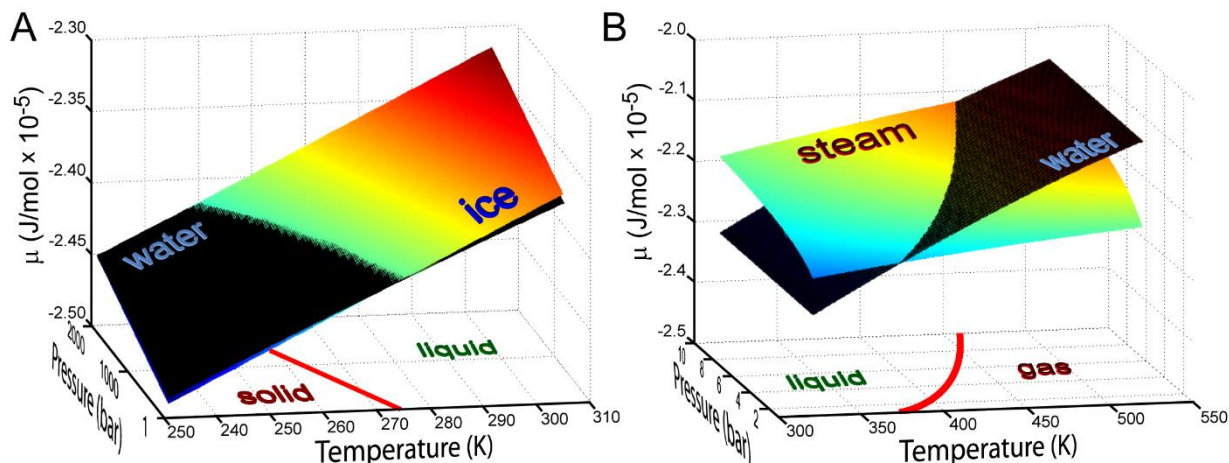 A
μ (J/mol × 10-5)
-2.30
-2.35
-2.40
-2.45
-2.50
water
ice
solid
liquid
2000
1000
1
Pressure (bar)
250
240
260
270
280
290
300
310
Temperature (K)
B
μ (J/mol × 10-5)
-2.0
-2.1
-2.2
-2.3
-2.4
-2.5
steam
water
liquid
gas
10
8
6
4
2
Pressure (bar)
300
350
400
450
500
550
Temperature (K)